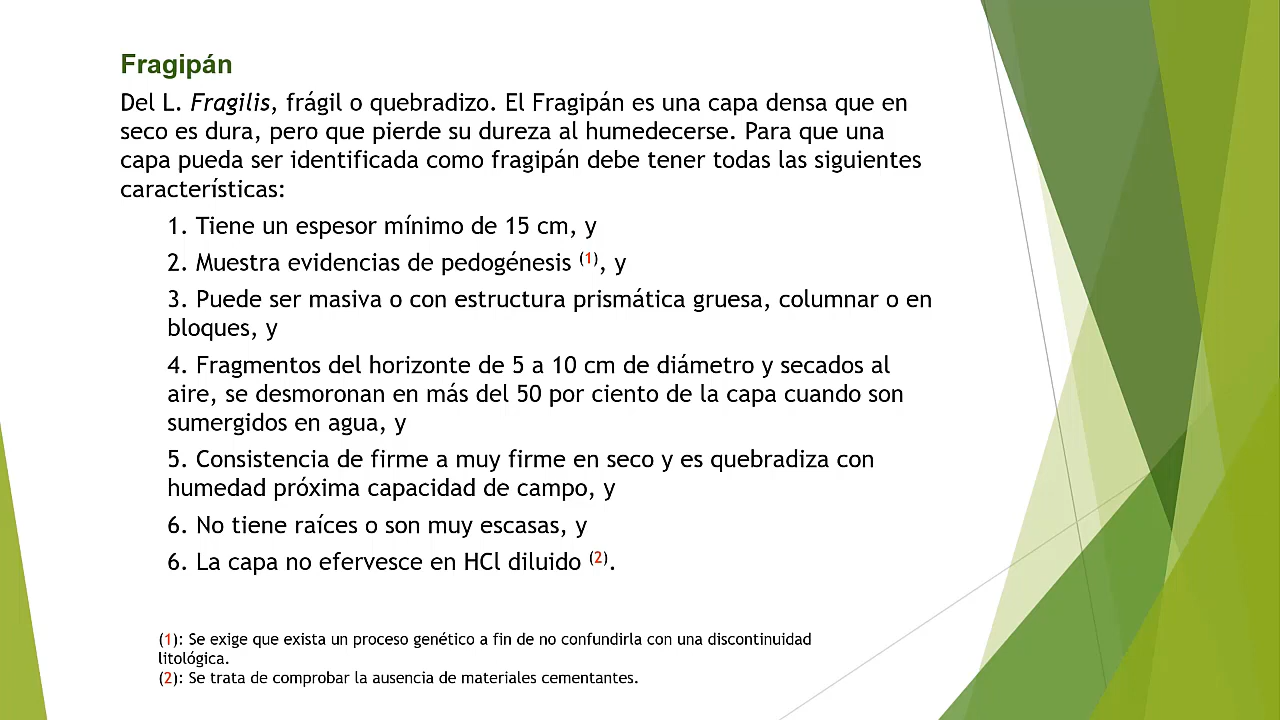 Fragipán
Del L. Fragilis, frágil o quebradizo. El Fragipán es una capa densa que en
seco es dura, pero que pierde su dureza al humedecerse. Para que una
capa pueda ser identificada como fragipán debe tener todas las siguientes
características:
1. Tiene un espesor mínimo de 15 cm, y
2. Muestra evidencias de pedogénesis (1), y
3. Puede ser masiva o con estructura prismática gruesa, columnar o en
bloques, y
4. Fragmentos del horizonte de 5 a 10 cm de diámetro y secados al
aire, se desmoronan en más del 50 por ciento de la capa cuando son
sumergidos en agua, y
5. Consistencia de firme a muy firme en seco y es quebradiza con
humedad próxima capacidad de campo, y
6. No tiene raíces o son muy escasas, y
6. La capa no efervesce en HCl diluido (2).
(1): Se exige que exista un proceso genético a fin de no confundirla con una discontinuidad
litológica.
(2): Se trata de comprobar la ausencia de materiales cementantes.